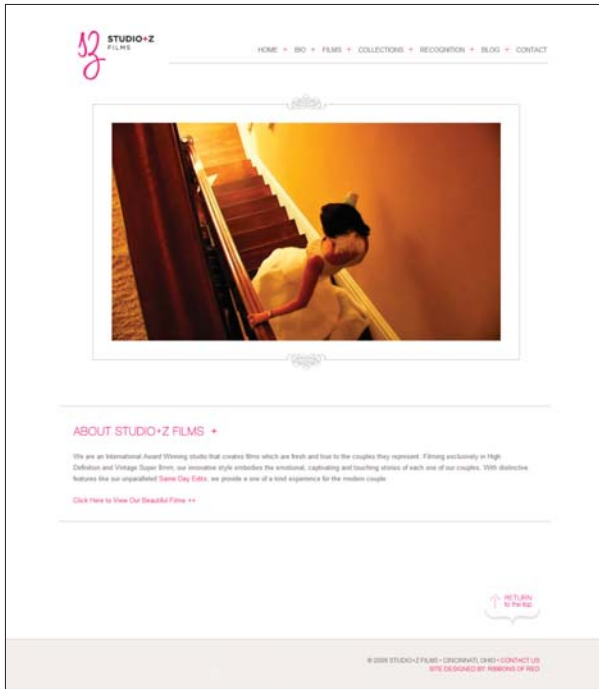 STUDIO+Z
FILMS
HOME + BIO + FILMS + COLLECTIONS + RECOGNITION + BLOG + CONTACT
ABOUT STUDIO+Z FILMS +
We are an International Award Winning studio that creates films which are fresh and true to the couples they represent. Filming exclusively in High
Definition and Vintage Super 8mm, our innovative style embodies the emotional, captivating and touching stories of each one of our couples. With distinctive
features like our unparalleled Same Day Edits, we provide a one of a kind experience for the modern couple.
Click Here to View Our Beautiful Films ++
RETURN
to the top
© 2009 STUDIO+Z FILMS • CINCINNATI, OHIO • CONTACT US
SITE DESIGNED BY RIBBONS OF RED